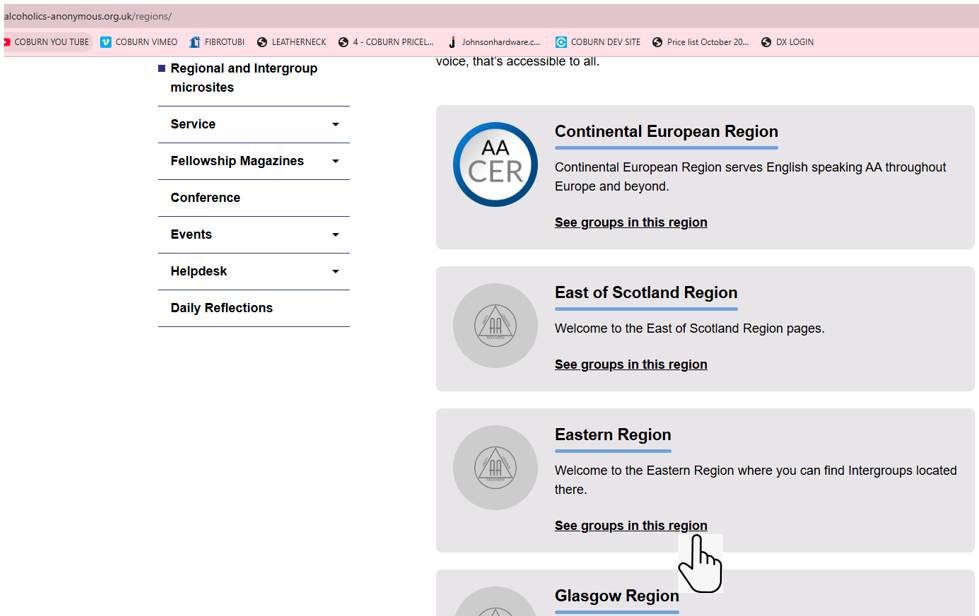 alcoholics-anonymous.org.uk/regions/
COBURN YOU TUBE COBURN VIMEO FIBROTUBI LEATHERNECK 4 - COBURN PRICEL... Johnsonhardware.c... COBURN DEV SITE Price list October 20... DX LOGIN
Regional and Intergroup
microsites
Service
Fellowship Magazines
Conference
Events
Helpdesk
Daily Reflections
voice, that's accessible to all.
AA
CER
Continental European Region
Continental European Region serves English speaking AA throughout
Europe and beyond.
See groups in this region
AA
East of Scotland Region
Welcome to the East of Scotland Region pages.
See groups in this region
AA
Eastern Region
Welcome to the Eastern Region where you can find Intergroups located
there.
See groups in this region
Glasgow Region